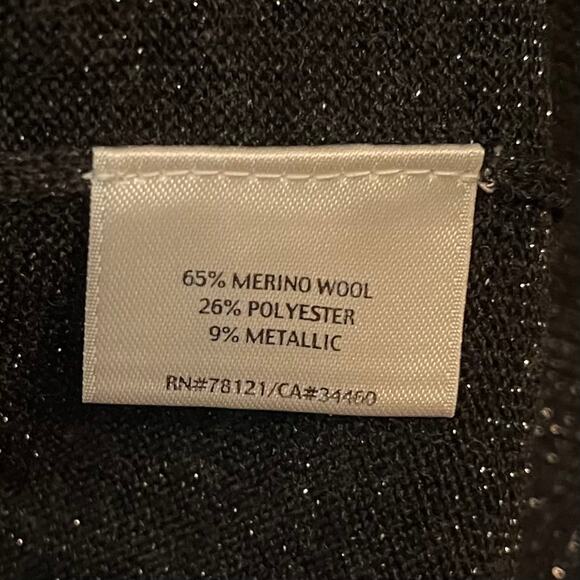 65% MERINO WOOL
26% POLYESTER
9% METALLIC
RN#78121/CA#34460